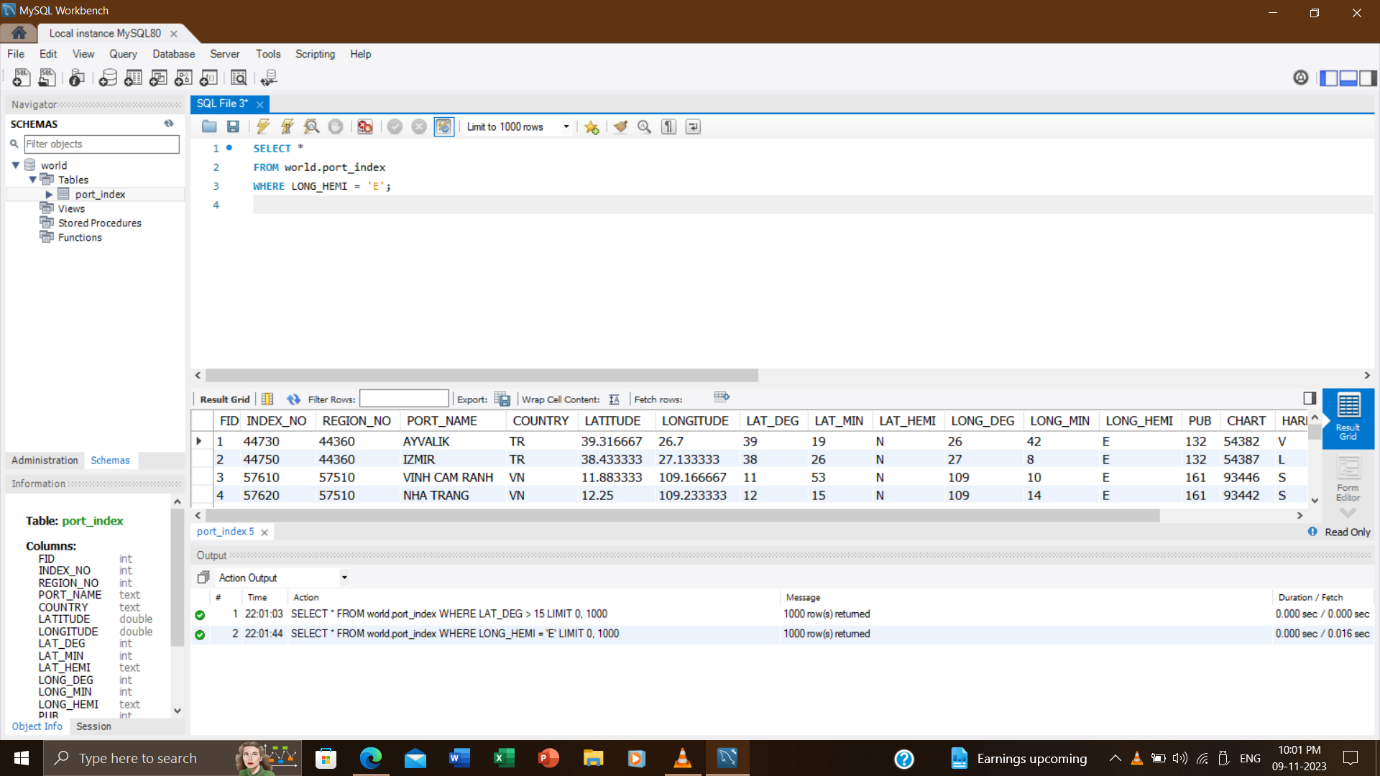 MySQL Workbench
Local instance MySQL80
File Edit View Query Database Server Tools Scripting Help
Navigator
SQL File 3*
SCHEMAS
Limit to 1000 rows
Filter objects
1 SELECT *
2 FROM world.port_index
3 WHERE LONG_HEMI = 'E';
4
world
Tables
port_index
Views
Stored Procedures
Functions
Result Grid Filter Rows: Export: Wrap Cell Content: Fetch rows:
FID INDEX_NO REGION_NO PORT_NAME COUNTRY LATITUDE LONGITUDE LAT_DEG LAT_MIN LAT_HEMI LONG_DEG LONG_MIN LONG_HEMI PUB CHART HARI
1 44730 44360 AYVALIK TR 39.316667 26.7 39 19 N 26 42 E 132 54382 V
2 44750 44360 IZMIR TR 38.433333 27.133333 38 26 N 27 8 E 132 54387 L
3 57610 57510 VINH CAM RANH VN 11.883333 109.166667 11 53 N 109 10 E 161 93446 S
4 57620 57510 NHA TRANG VN 12.25 109.233333 12 15 N 109 14 E 161 93442 S
Result
Grid
Form
Editor
Administration Schemas
Information
Table: port_index
Columns:
FID int
INDEX_NO int
REGION_NO int
PORT_NAME text
COUNTRY text
LATITUDE double
LONGITUDE double
LAT_DEG int
LAT_MIN int
LAT_HEMI text
LONG_DEG int
LONG_MIN int
LONG_HEMI text
PUB int
Object Info Session
port_index 5
Read Only
Output
Action Output
# Time Action Message Duration / Fetch
1 22:01:03 SELECT * FROM world.port_index WHERE LAT_DEG > 15 LIMIT 0, 1000 1000 row(s) returned 0.000 sec / 0.000 sec
2 22:01:44 SELECT * FROM world.port_index WHERE LONG_HEMI = 'E' LIMIT 0, 1000 1000 row(s) returned 0.000 sec / 0.016 sec
Type here to search
Earnings upcoming
ENG
10:01 PM
09-11-2023